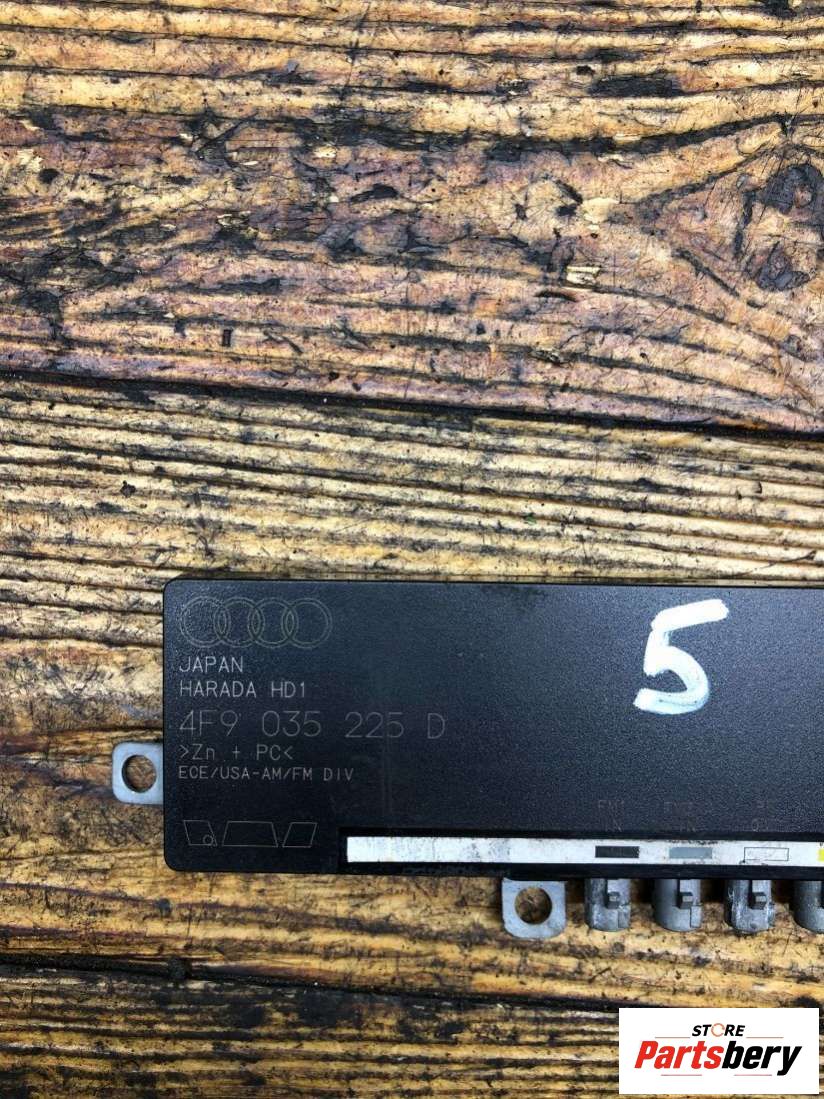 JAPAN
HARADA HD1
4F9 035 225 D
>Zn + PC<
ECE/USA-AM/FM DIV
5
STORE
Partsbery